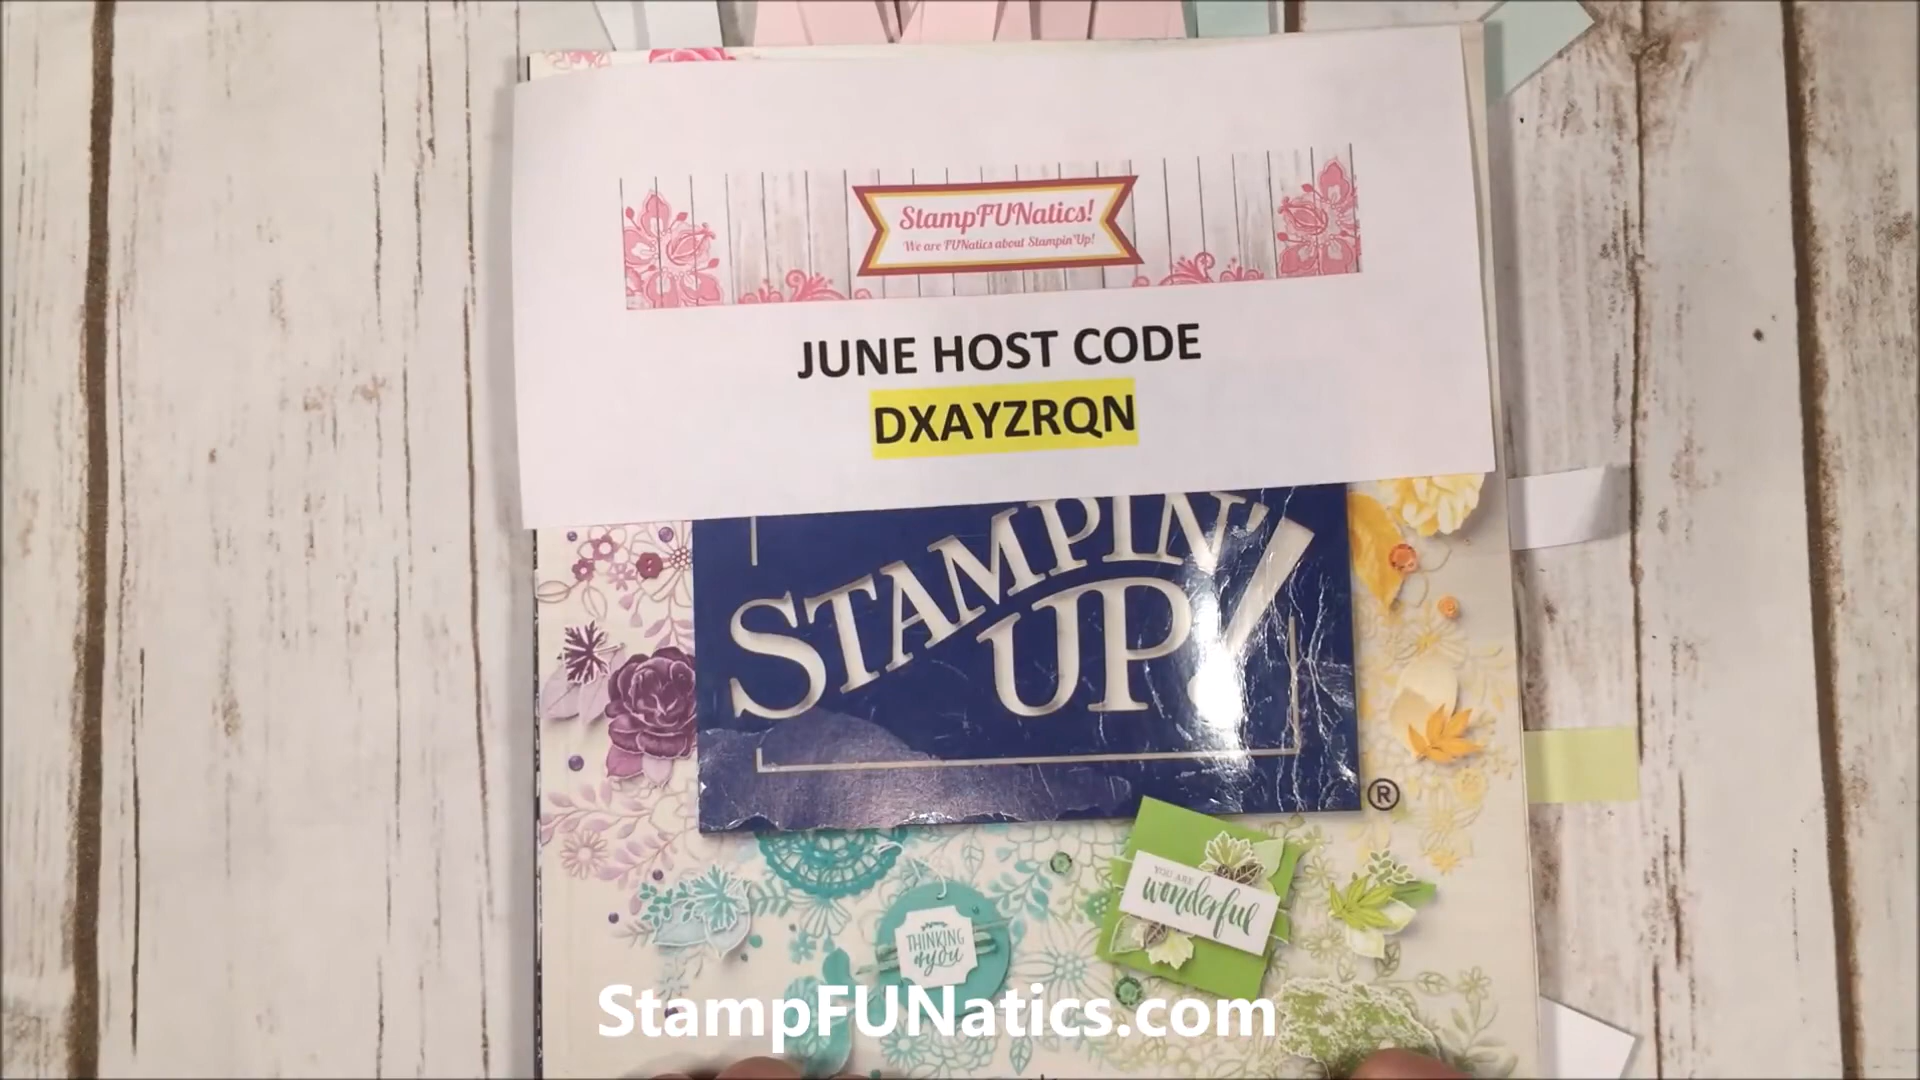 StampFUNatics!
We are FUNatics about Stampin'Up!
JUNE HOST CODE
DXAYZRQN
STAMPIN'
UP!
®
YOU ARE
wonderful
THINKING
of you
StampFUNatics.com